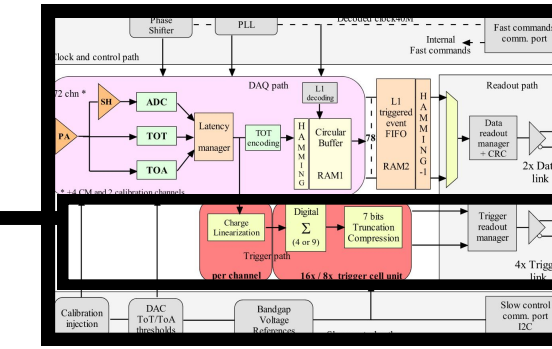 Phase
Shifter
PLL
Decoded clock40M
Internal
Fast commands
Fast commands
comm. port
Clock and control path
72 chn *
DAQ path
L1
decoding
Readout path
PA
SH
ADC
TOT
TOA
Latency
manager
TOT
encoding
HAMMING
Circular
Buffer
RAM1
78
L1
triggered
event
FIFO
RAM2
HAMMING-1
Data
readout
manager
+ CRC
2x Data
link
* +4 CM and 2 calibration channels
Charge
Linearization
Digital
Σ
(4 or 9)
7 bits
Truncation
Compression
Trigger path
per channel
16x / 8x trigger cell unit
Trigger
readout
manager
4x Trigg
link
Calibration
injection
DAC
ToT/ToA
thresholds
Bandgap
Voltage
References
Slow control
comm. port
I2C